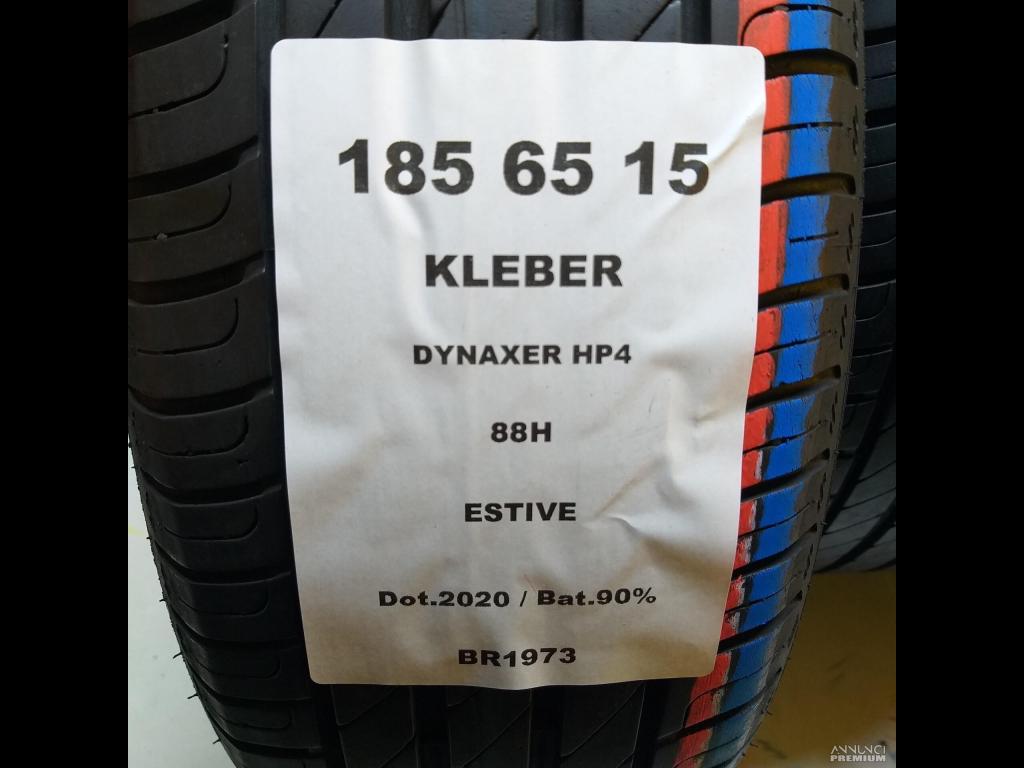 185 65 15
KLEBER
DYNAXER HP4
88H
ESTIVE
Dot.2020 / Bat.90%
BR1973
ANNUNCI
PREMIUM